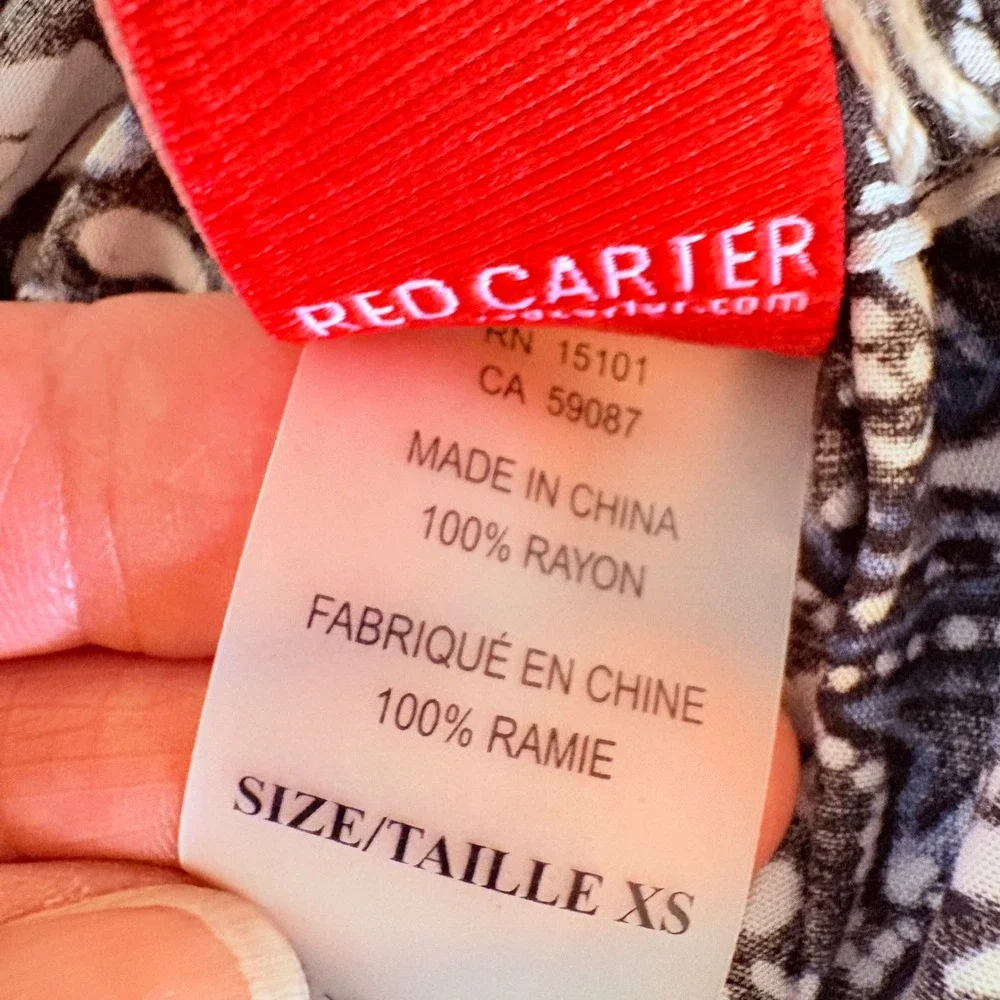 RED CARTER
RN 15101
CA 59087
MADE IN CHINA
100% RAYON
FABRIQUÉ EN CHINE
100% RAMIE
SIZE/TAILLE XS